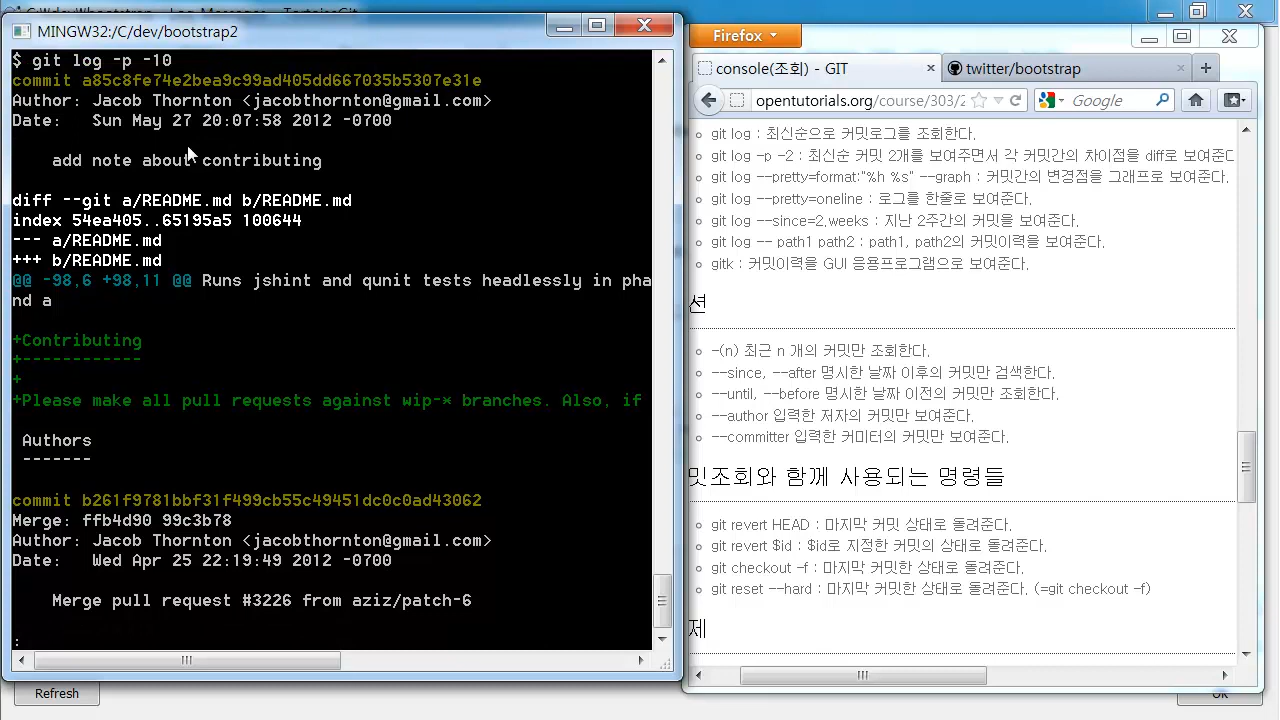 MINGW32:/C/dev/bootstrap2
$ git log -p -10
commit a85c8fe74e2bea9c99ad405dd667035b5307e31e
Author: Jacob Thornton <jacobthornton@gmail.com>
Date:   Sun May 27 20:07:58 2012 -0700
add note about contributing
diff --git a/README.md b/README.md
index 54ea405..65195a5 100644
--- a/README.md
+++ b/README.md
@@ -98,6 +98,11 @@ Runs jshint and qunit tests headlessly in pha
nd a
+Contributing
+------------
+
+Please make all pull requests against wip-* branches. Also, if
Authors
-------
commit b261f9781bbf31f499cb55c49451dc0c0ad43062
Merge: ffb4d90 99c3b78
Author: Jacob Thornton <jacobthornton@gmail.com>
Date:   Wed Apr 25 22:19:49 2012 -0700
Merge pull request #3226 from aziz/patch-6
:
Refresh
Firefox
console(조회) - GIT
twitter/bootstrap
opentutorials.org/course/303/2
Google
git log : 최신순으로 커밋로그를 조회한다.
git log -p -2 : 최신순 커밋 2개를 보여주면서 각 커밋간의 차이점을 diff로 보여준다
git log --pretty=format:"%h %s" --graph : 커밋간의 변경점을 그래프로 보여준다.
git log --pretty=oneline : 로그를 한줄로 보여준다.
git log --since=2.weeks : 지난 2주간의 커밋을 보여준다.
git log -- path1 path2 : path1, path2의 커밋이력을 보여준다.
gitk : 커밋이력을 GUI 응용프로그램으로 보여준다.
션
-(n) 최근 n 개의 커밋만 조회한다.
--since, --after 명시한 날짜 이후의 커밋만 검색한다.
--until, --before 명시한 날짜 이전의 커밋만 조회한다.
--author 입력한 저자의 커밋만 보여준다.
--committer 입력한 커미터의 커밋만 보여준다.
밋조회와 함께 사용되는 명령들
git revert HEAD : 마지막 커밋 상태로 돌려준다.
git revert $id : $id로 지정한 커밋의 상태로 돌려준다.
git checkout -f : 마지막 커밋한 상태로 돌려준다.
git reset --hard : 마지막 커밋한 상태로 돌려준다. (=git checkout -f)
제